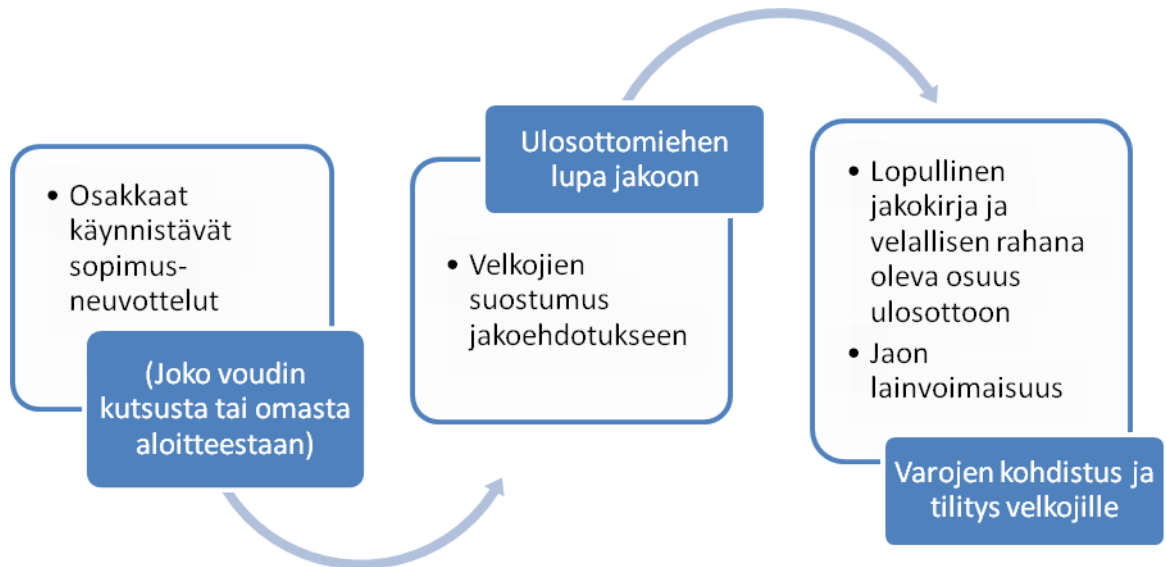 • Osakkaat
käynnistävät
sopimus-
neuvottelut
(Joko voudin
kutsusta tai omasta
aloitteestaan)
Ulosottomiehen
lupa jakoon
• Velkojien
suostumus
jakoehdotukseen
• Lopullinen
jakokirja ja
velallisen rahana
oleva osuus
ulosottoon
• Jaon
lainvoimaisuus
Varojen kohdistus ja
tilitys velkojille